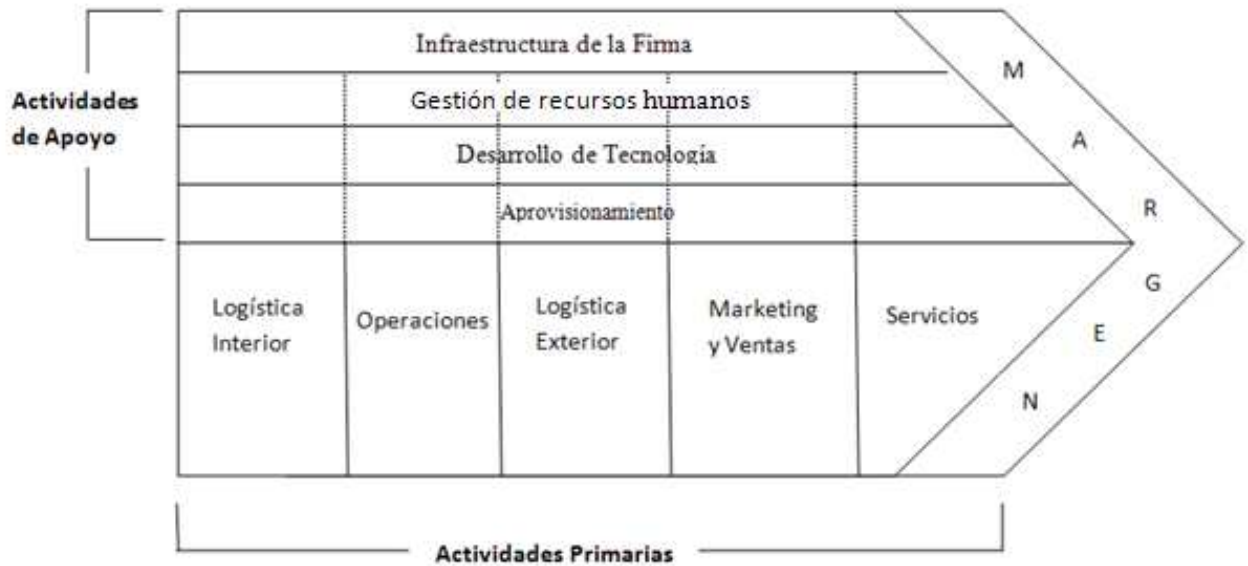 Infraestructura de la Firma
Actividades
de Apoyo
Gestión de recursos humanos
Desarrollo de Tecnología
Aprovisionamiento
Logística
Interior
Operaciones
Logística
Exterior
Marketing
y Ventas
Servicios
M
A
R
G
E
N
Actividades Primarias